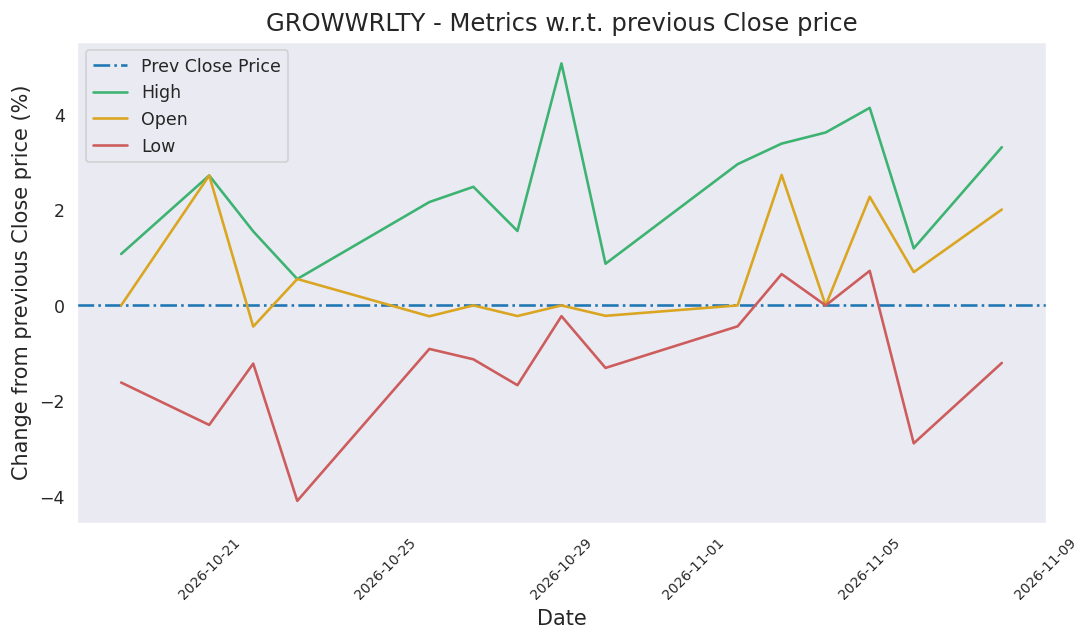 GROWWRLTY - Metrics w.r.t. previous Close price
Prev Close Price
High
Open
Low
Change from previous Close price (%)
4
2
0
−2
−4
2026-10-21
2026-10-25
2026-10-29
2026-11-01
2026-11-05
2026-11-09
Date